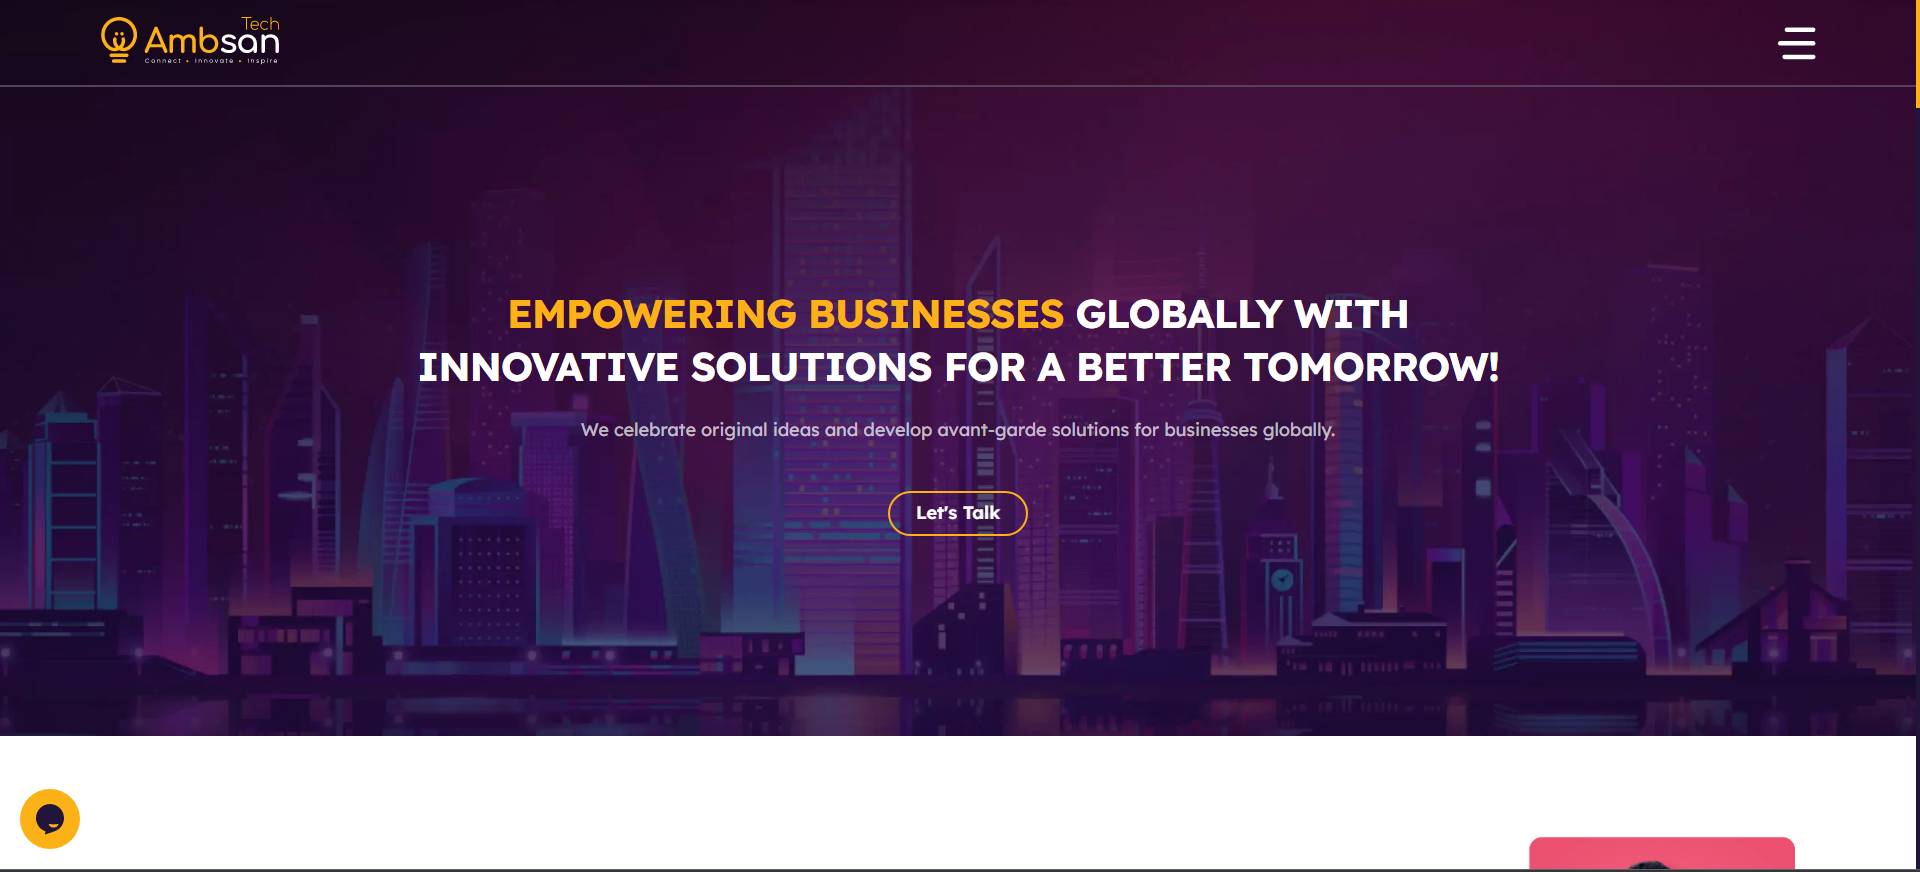 Tech
Ambsan
Connect • Innovate • Inspire
EMPOWERING BUSINESSES GLOBALLY WITH
INNOVATIVE SOLUTIONS FOR A BETTER TOMORROW!
We celebrate original ideas and develop avant-garde solutions for businesses globally.
Let's Talk